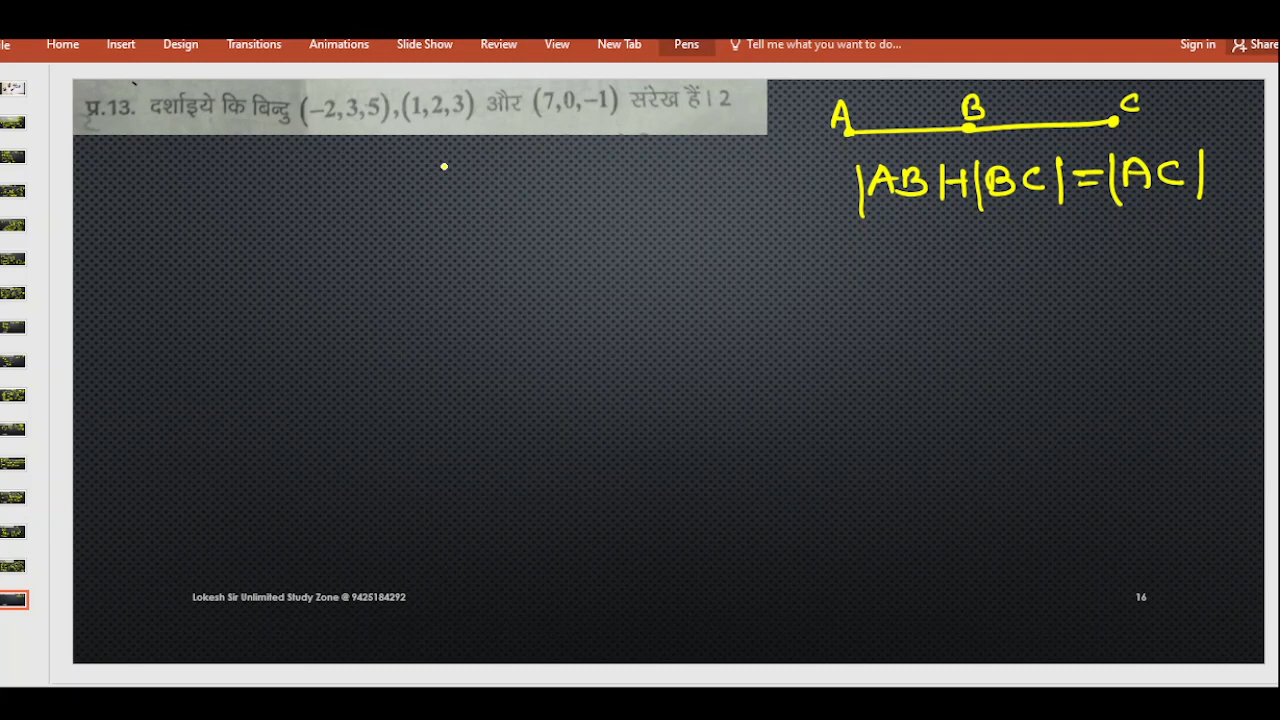 le Home Insert Design Transitions Animations Slide Show Review View New Tab Pens Tell me what you want to do... Sign in Share
प्र.13. दर्शाइये कि विन्दु (−2,3,5),(1,2,3) और (7,0,−1) संरेख हैं। 2
A B C
|AB|+|BC|=|AC|
Lokesh Sir Unlimited Study Zone @ 9425184292 16